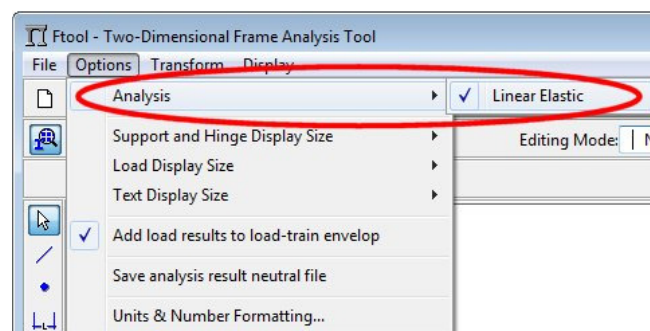 Ftool - Two-Dimensional Frame Analysis Tool
File Options Transform Display
Analysis
Linear Elastic
Support and Hinge Display Size
Editing Mode:
Load Display Size
Text Display Size
Add load results to load-train envelop
Save analysis result neutral file
Units & Number Formatting...